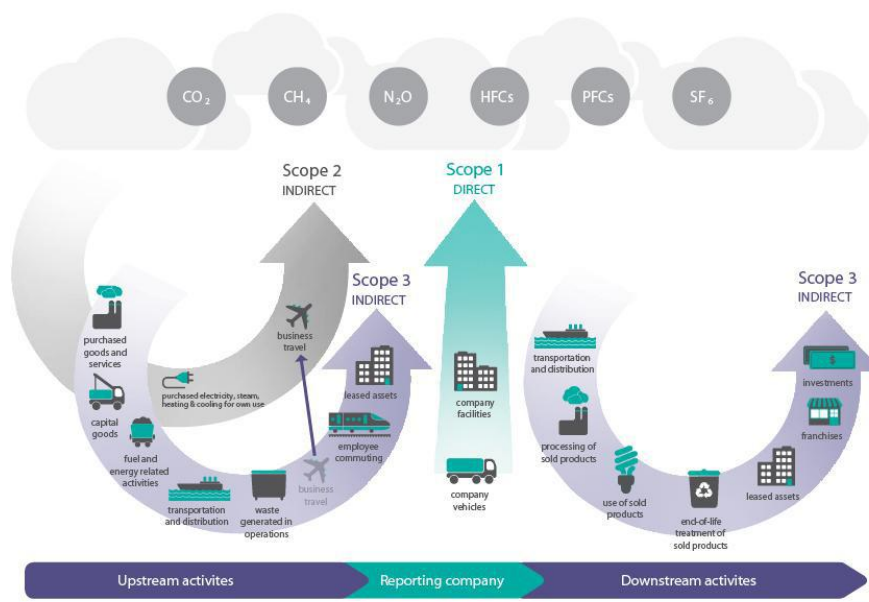 CO₂
CH₄
N₂O
HFCs
PFCs
SF₆
Scope 2
INDIRECT
Scope 1
DIRECT
Scope 3
INDIRECT
Scope 3
INDIRECT
purchased
goods and
services
capital
goods
fuel and
energy related
activities
purchased electricity, steam,
heating & cooling for own use
transportation
and distribution
waste
generated in
operations
business
travel
business
travel
employee
commuting
leased assets
company
facilities
company
vehicles
transportation
and distribution
processing of
sold products
use of sold
products
end-of-life
treatment of
sold products
leased assets
franchises
investments
Upstream activites
Reporting company
Downstream activites